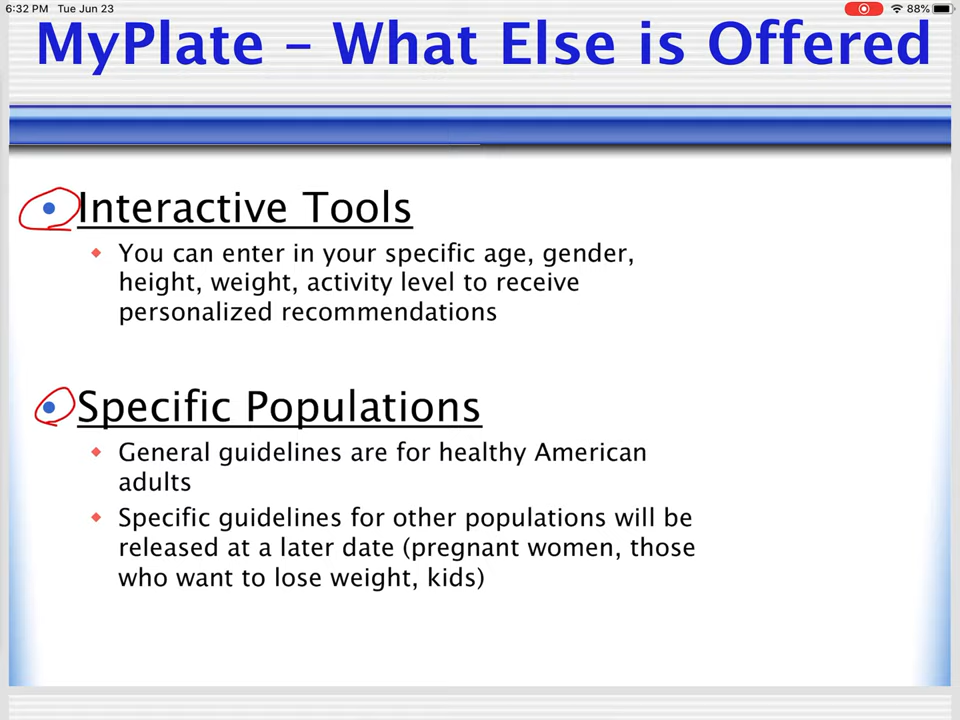 6:32 PM Tue Jun 23 88%
MyPlate – What Else is Offered
• Interactive Tools
You can enter in your specific age, gender,
height, weight, activity level to receive
personalized recommendations
• Specific Populations
General guidelines are for healthy American
adults
Specific guidelines for other populations will be
released at a later date (pregnant women, those
who want to lose weight, kids)